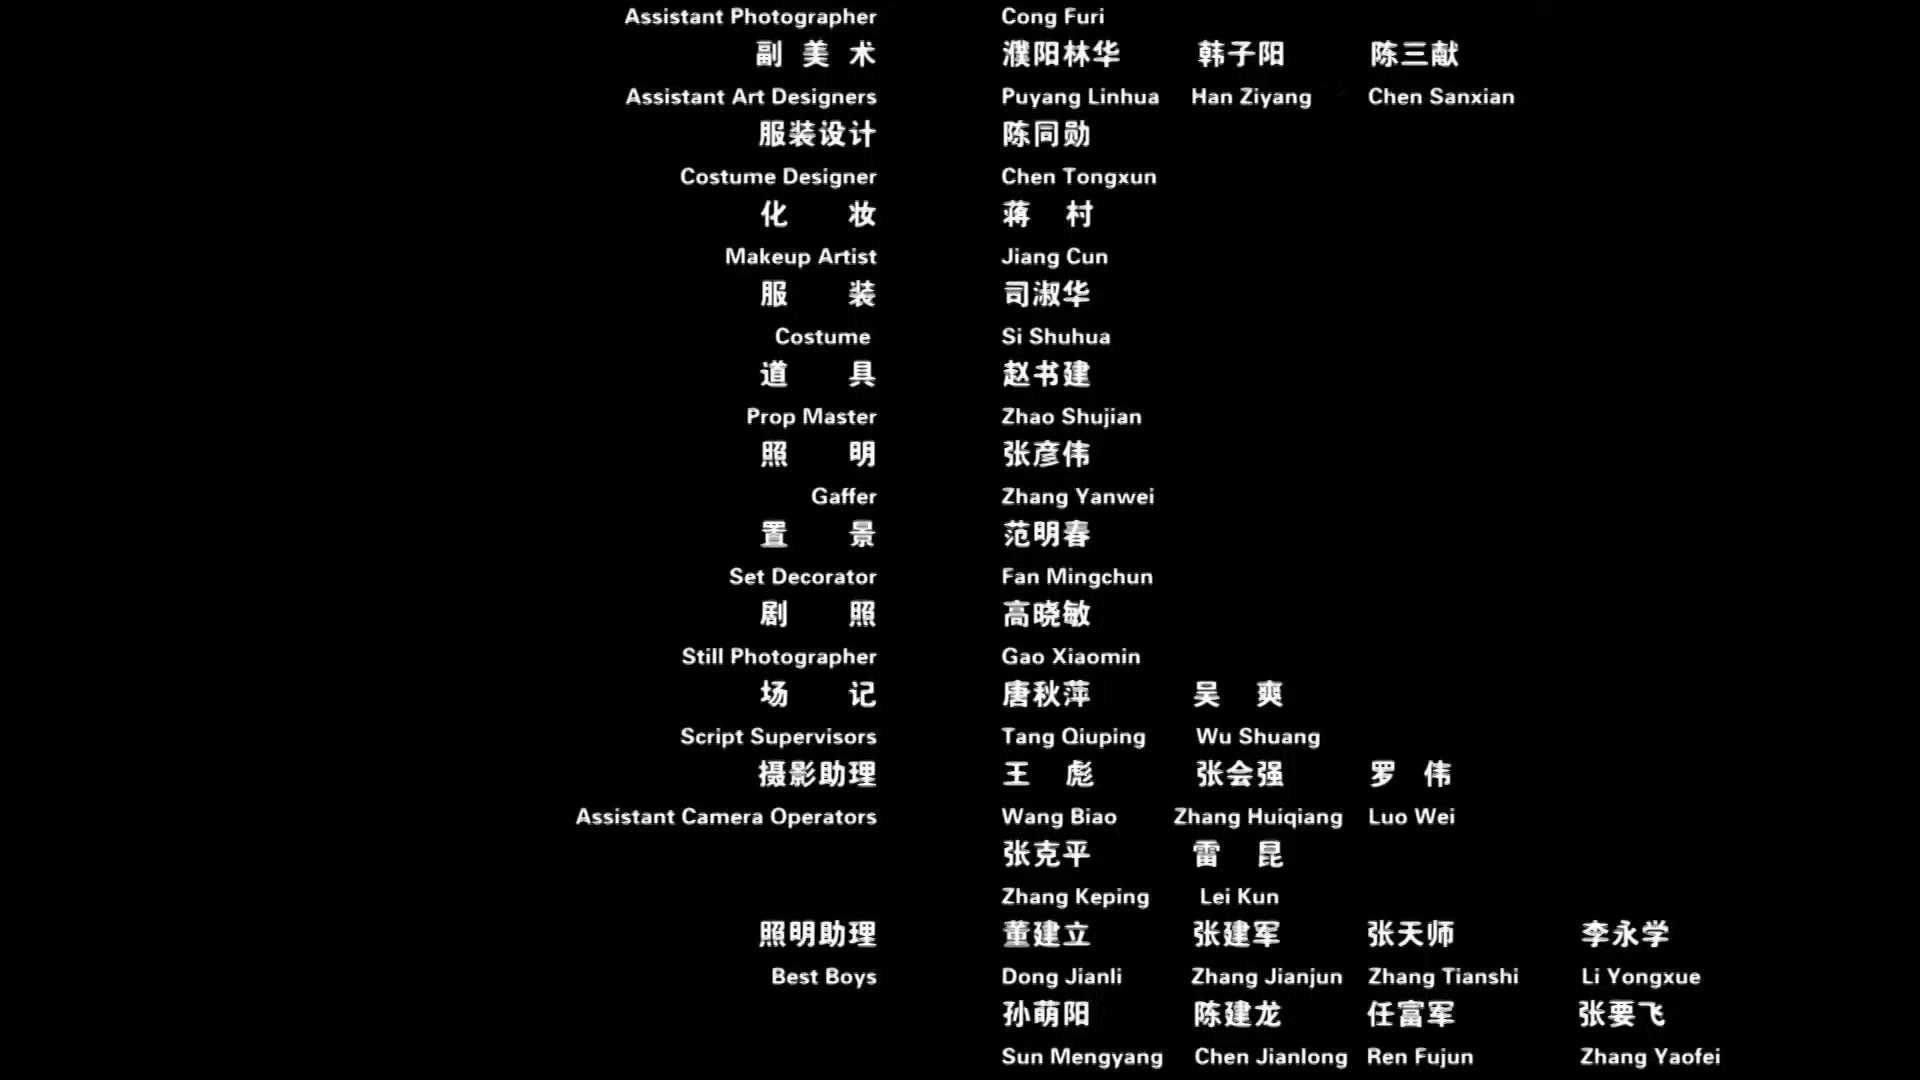 Assistant Photographer Cong Furi
副 美 术 濮阳林华 韩子阳 陈三献
Assistant Art Designers Puyang Linhua Han Ziyang Chen Sanxian
服装设计 陈同勋
Costume Designer Chen Tongxun
化 妆 蒋 村
Makeup Artist Jiang Cun
服 装 司淑华
Costume Si Shuhua
道 具 赵书建
Prop Master Zhao Shujian
照 明 张彦伟
Gaffer Zhang Yanwei
置 景 范明春
Set Decorator Fan Mingchun
剧 照 高晓敏
Still Photographer Gao Xiaomin
场 记 唐秋萍 吴 爽
Script Supervisors Tang Qiuping Wu Shuang
摄影助理 王 彪 张会强 罗 伟
Assistant Camera Operators Wang Biao Zhang Huiqiang Luo Wei
张克平 雷 昆
Zhang Keping Lei Kun
照明助理 董建立 张建军 张天师 李永学
Best Boys Dong Jianli Zhang Jianjun Zhang Tianshi Li Yongxue
孙萌阳 陈建龙 任富军 张要飞
Sun Mengyang Chen Jianlong Ren Fujun Zhang Yaofei